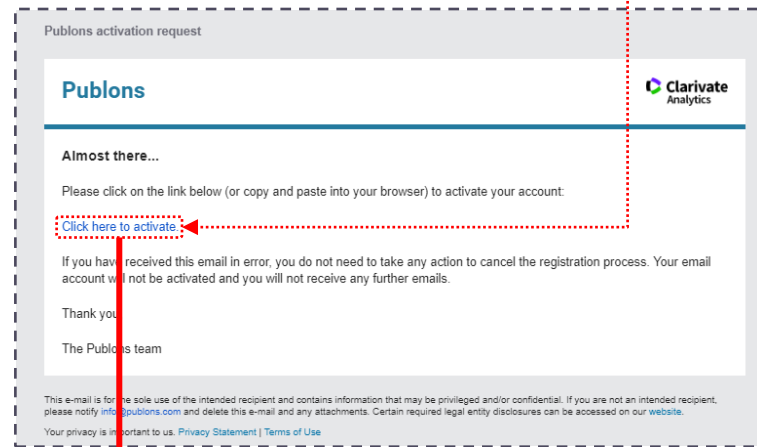 Publons activation request
Publons
Clarivate
Analytics
Almost there...
Please click on the link below (or copy and paste into your browser) to activate your account:
Click here to activate.
If you have received this email in error, you do not need to take any action to cancel the registration process. Your email
account will not be activated and you will not receive any further emails.
Thank you
The Publons team
This e-mail is for the sole use of the intended recipient and contains information that may be privileged and/or confidential. If you are not an intended recipient,
please notify info@publons.com and delete this e-mail and any attachments. Certain required legal entity disclosures can be accessed on our website.
Your privacy is important to us. Privacy Statement | Terms of Use